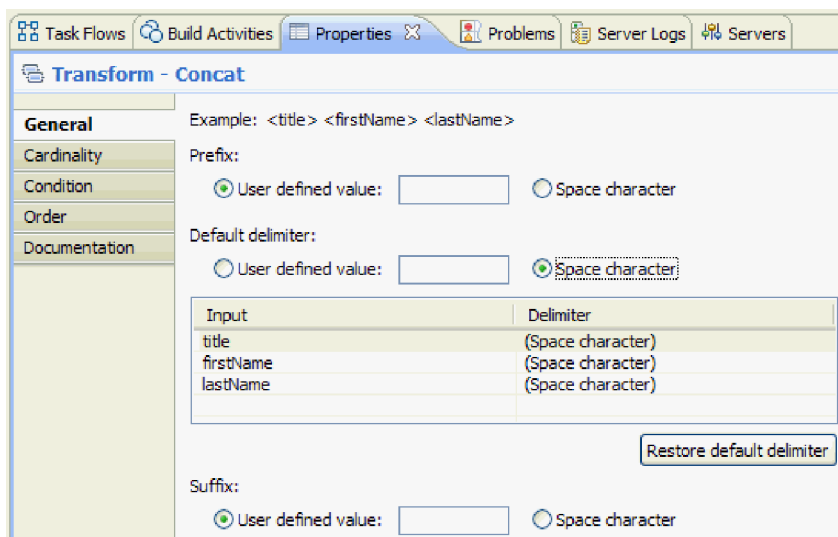 Task Flows Build Activities Properties Problems Server Logs Servers
Transform - Concat
General
Cardinality
Condition
Order
Documentation
Example: <title> <firstName> <lastName>
Prefix:
User defined value: Space character
Default delimiter:
User defined value: Space character
Input Delimiter
title (Space character)
firstName (Space character)
lastName (Space character)
Restore default delimiter
Suffix:
User defined value: Space character